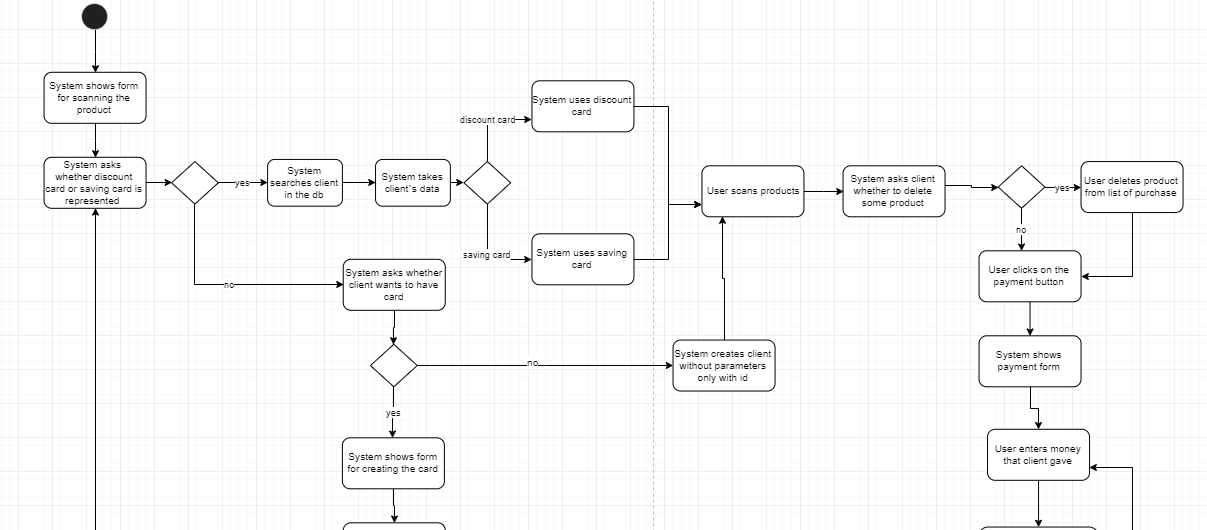 System shows form
for scanning the
product
System asks
whether discount
card or saving card is
represented
yes
System
searches client
in the db
System takes
client`s data
discount card
System uses discount
card
saving card
System uses saving
card
User scans products
System asks client
whether to delete
some product
yes
User deletes product
from list of purchase
no
User clicks on the
payment button
System shows
payment form
User enters money
that client gave
no
System asks whether
client wants to have
card
no
System creates client
without parameters
only with id
yes
System shows form
for creating the card